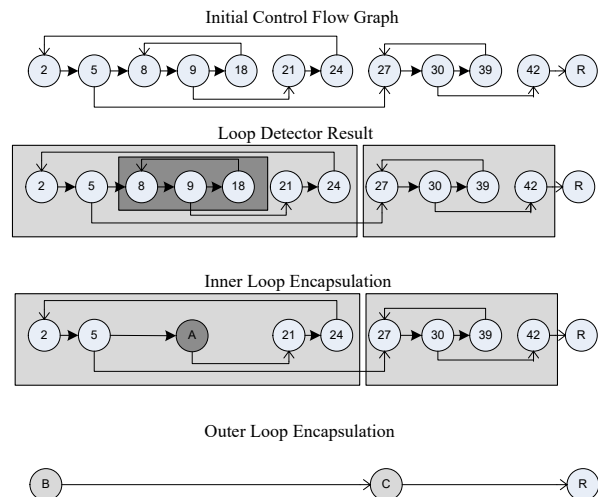 Initial Control Flow Graph
2 5 8 9 18 21 24 27 30 39 42 R
Loop Detector Result
2 5 8 9 18 21 24 27 30 39 42 R
Inner Loop Encapsulation
2 5 A 21 24 27 30 39 42 R
Outer Loop Encapsulation
B C R